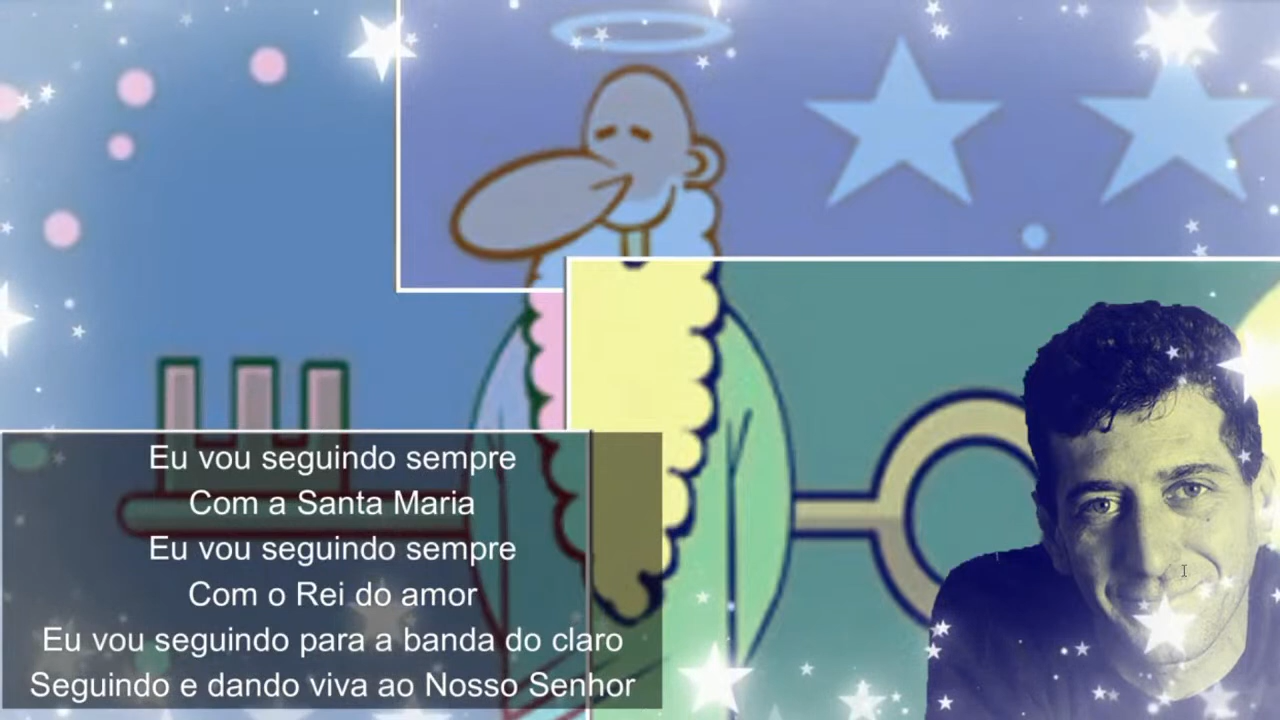 Eu vou seguindo sempre
Com a Santa Maria
Eu vou seguindo sempre
Com o Rei do amor
Eu vou seguindo para a banda do claro
Seguindo e dando viva ao Nosso Senhor